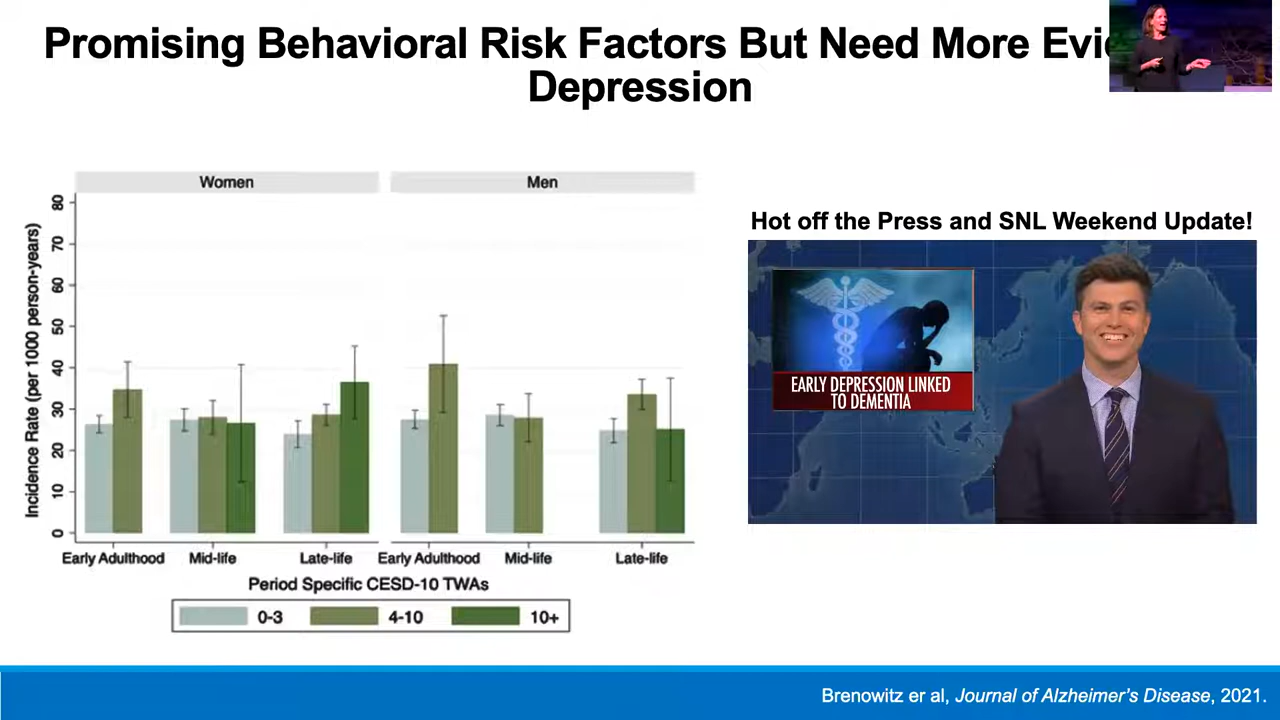 Promising Behavioral Risk Factors But Need More
Depression
Women
Men
Incidence Rate (per 1000 person-years)
80
70
60
50
40
30
20
10
0
Early Adulthood
Mid-life
Late-life
Early Adulthood
Mid-life
Late-life
Period Specific CESD-10 TWAs
0-3
4-10
10+
Hot off the Press and SNL Weekend Update!
EARLY DEPRESSION LINKED
TO DEMENTIA
Brenowitz er al, Journal of Alzheimer's Disease, 2021.